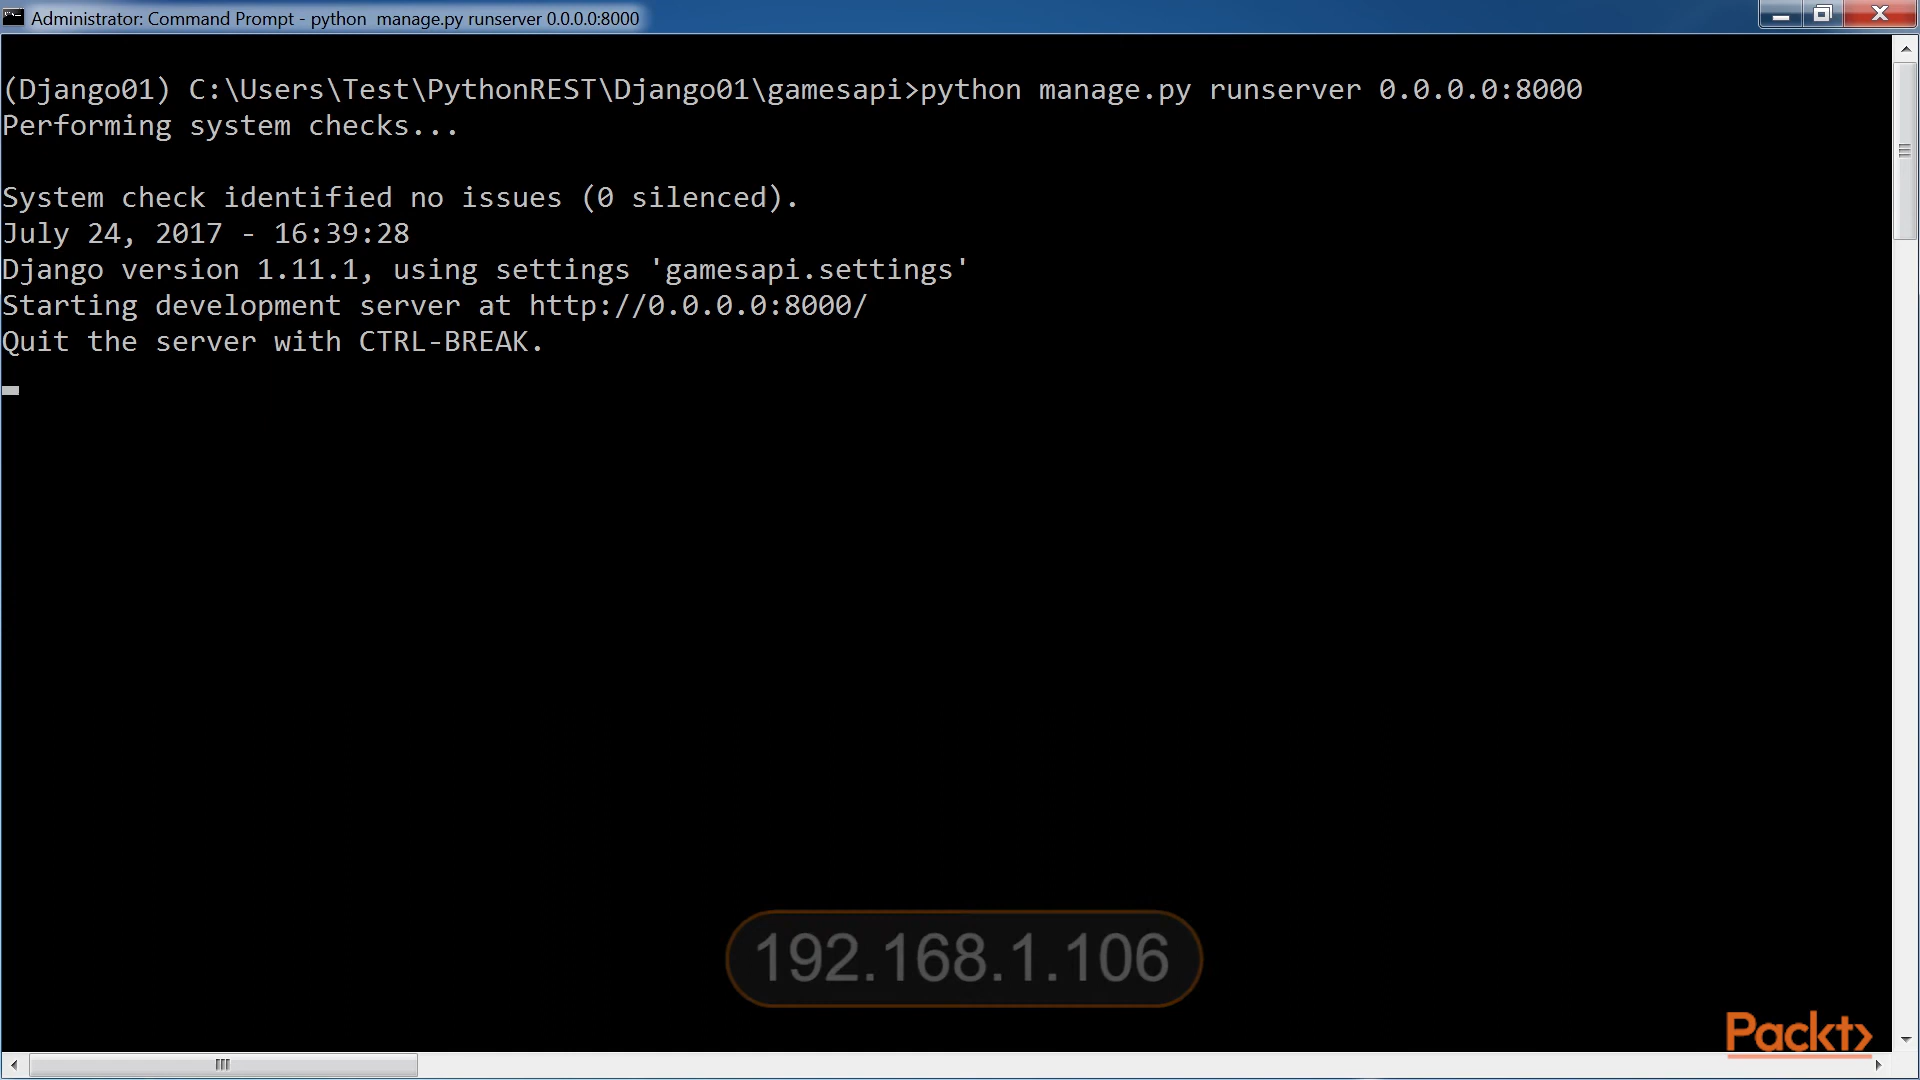 Administrator: Command Prompt - python  manage.py runserver 0.0.0.0:8000
(Django01) C:\Users\Test\PythonREST\Django01\gamesapi>python manage.py runserver 0.0.0.0:8000
Performing system checks...
System check identified no issues (0 silenced).
July 24, 2017 - 16:39:28
Django version 1.11.1, using settings 'gamesapi.settings'
Starting development server at http://0.0.0.0:8000/
Quit the server with CTRL-BREAK.
192.168.1.106
Packt>